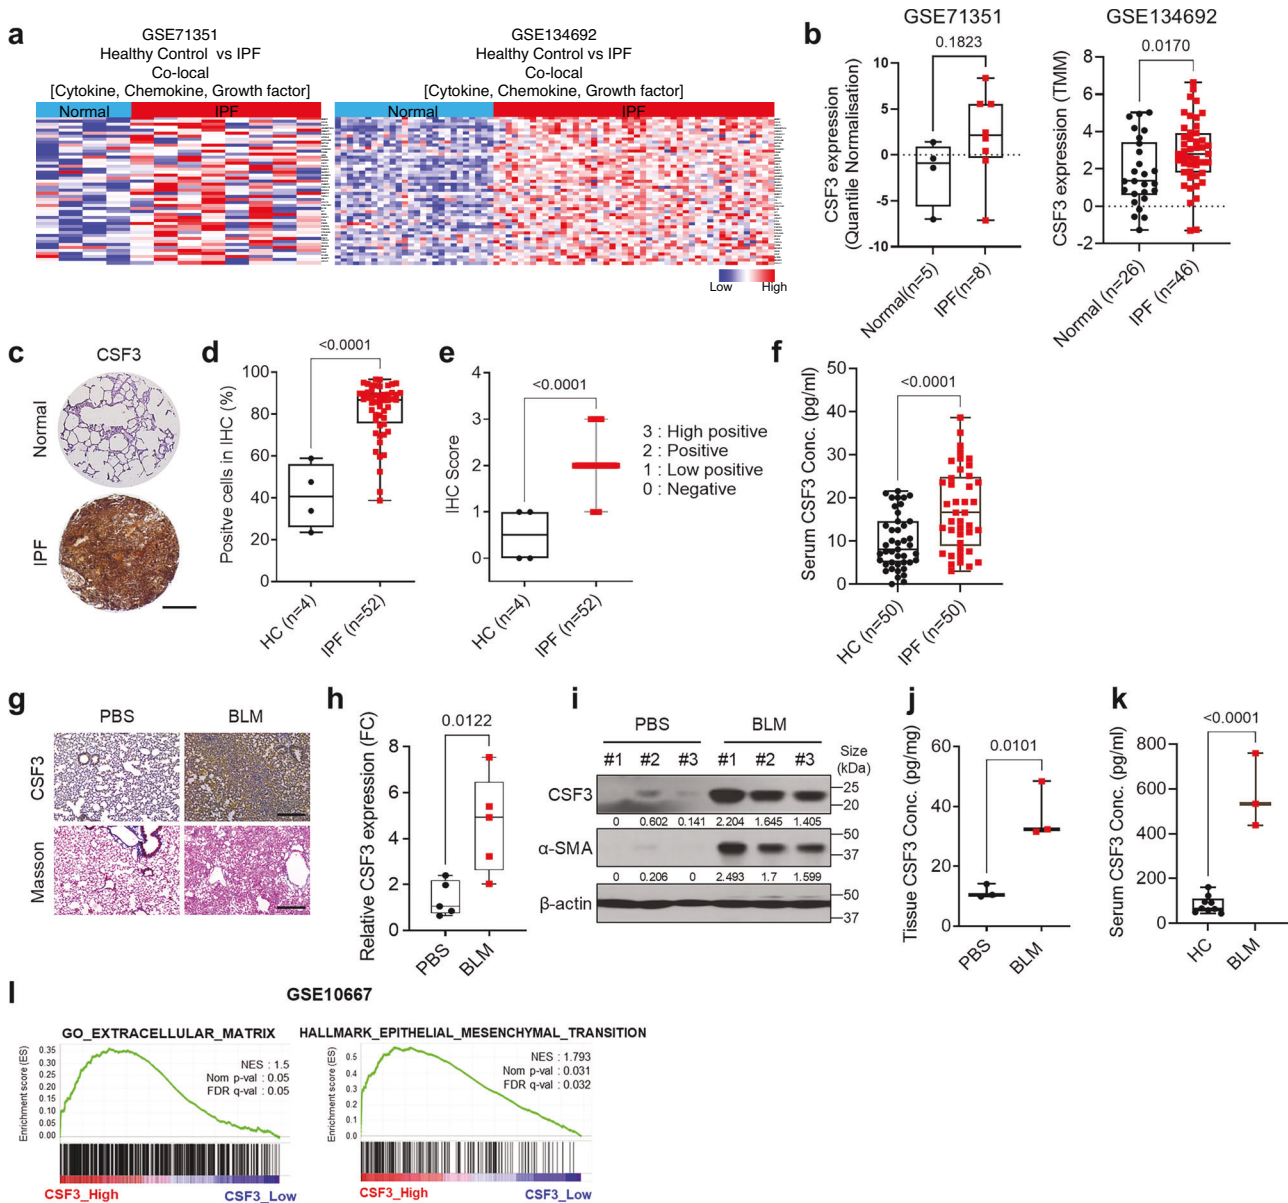 a
GSE71351
Healthy Control vs IPF
Co-local
[Cytokine, Chemokine, Growth factor]
Normal
IPF
GSE134692
Healthy Control vs IPF
Co-local
[Cytokine, Chemokine, Growth factor]
Normal
IPF
Low
High
b
GSE71351
0.1823
CSF3 expression
(Quantile Normalisation)
10
5
0
-5
-10
Normal(n=5)
IPF(n=8)
GSE134692
0.0170
CSF3 expression (TMM)
8
6
4
2
0
-2
Normal (n=26)
IPF (n=46)
c
CSF3
Normal
IPF
d
<0.0001
Positive cells in IHC (%)
100
80
60
40
20
0
HC (n=4)
IPF (n=52)
e
<0.0001
IHC Score
4
3
2
1
0
HC (n=4)
IPF (n=52)
3 : High positive
2 : Positive
1 : Low positive
0 : Negative
f
<0.0001
Serum CSF3 Conc. (pg/ml)
50
40
30
20
10
0
HC (n=50)
IPF (n=50)
g
PBS
BLM
CSF3
Masson
h
0.0122
Relative CSF3 expression (FC)
8
6
4
2
0
PBS
BLM
i
PBS
BLM
Size
(kDa)
#1 #2 #3 #1 #2 #3
CSF3
25
20
0 0.602 0.141 2.204 1.645 1.405
α-SMA
50
37
0 0.206 0 2.493 1.7 1.599
β-actin
50
37
j
0.0101
Tissue CSF3 Conc. (pg/mg)
60
40
20
0
PBS
BLM
k
<0.0001
Serum CSF3 Conc. (pg/ml)
800
600
400
200
0
HC
BLM
l
GSE10667
GO_EXTRACELLULAR_MATRIX
Enrichment score (ES)
0.35
0.30
0.25
0.20
0.15
0.10
0.05
0.00
NES : 1.5
Nom p-val : 0.05
FDR q-val : 0.05
CSF3_High
CSF3_Low
HALLMARK_EPITHELIAL_MESENCHYMAL_TRANSITION
Enrichment score (ES)
0.5
0.4
0.3
0.2
0.1
0.0
NES : 1.793
Nom p-val : 0.031
FDR q-val : 0.032
CSF3_High
CSF3_Low